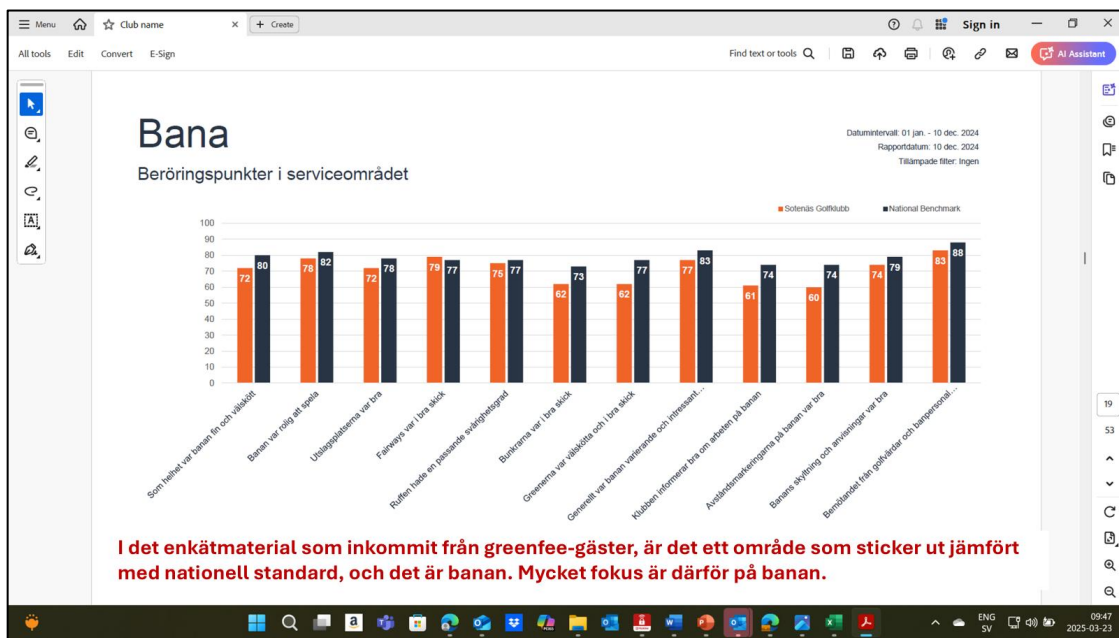 Menu
Club name
Create
Sign in
All tools Edit Convert E-Sign
Find text or tools
AI Assistant
Bana
Beröringspunkter i serviceområdet
Datumintervall: 01 jan. - 10 dec. 2024
Rapportdatum: 10 dec. 2024
Tillämpade filter: Ingen
Sotenäs Golfklubb National Benchmark
100
90
80
70
60
50
40
30
20
10
0
72 80 78 82 72 78 79 77 75 77 62 73 62 77 77 83 61 74 60 74 74 79 83 88
Som helhet var banan fin och välskött
Banan var rolig att spela
Utslagsplatserna var bra
Fairways var i bra skick
Ruffen hade en passande svårighetsgrad
Bunkrarna var i bra skick
Greenerna var välskötta och i bra skick
Generellt var banan varierande och intressant...
Klubben informerar bra om arbeten på banan
Avståndsmarkeringarna på banan var bra
Banans skyltning och anvisningar var bra
Bemötandet från golfvärdar och banpersonal...
I det enkätmaterial som inkommit från greenfee-gäster, är det ett område som sticker ut jämfört
med nationell standard, och det är banan. Mycket fokus är därför på banan.
19
53
ENG
SV
09:47
2025-03-23